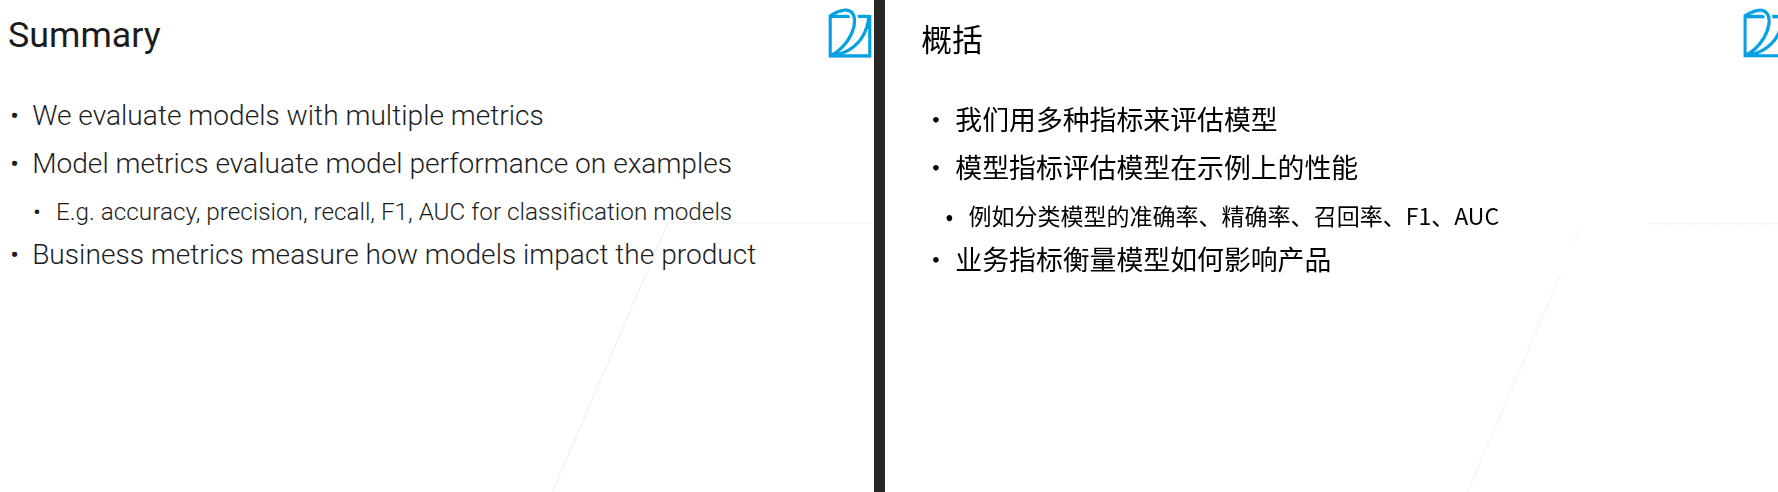 Summary
• We evaluate models with multiple metrics
• Model metrics evaluate model performance on examples
• E.g. accuracy, precision, recall, F1, AUC for classification models
• Business metrics measure how models impact the product
概括
• 我们用多种指标来评估模型
• 模型指标评估模型在示例上的性能
• 例如分类模型的准确率、精确率、召回率、F1、AUC
• 业务指标衡量模型如何影响产品